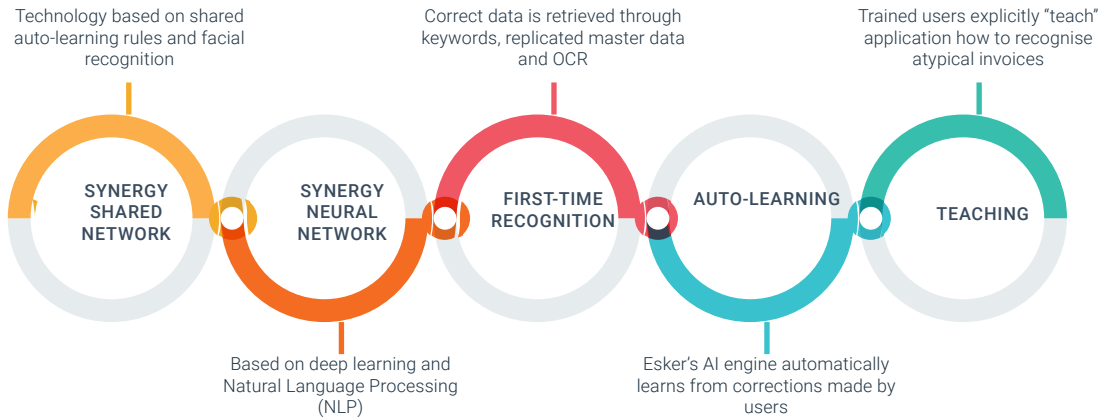 Technology based on shared
auto-learning rules and facial
recognition
Correct data is retrieved through
keywords, replicated master data
and OCR
Trained users explicitly “teach”
application how to recognise
atypical invoices
SYNERGY
SHARED
NETWORK
SYNERGY
NEURAL
NETWORK
FIRST-TIME
RECOGNITION
AUTO-LEARNING
TEACHING
Based on deep learning and
Natural Language Processing
(NLP)
Esker’s AI engine automatically
learns from corrections made by
users